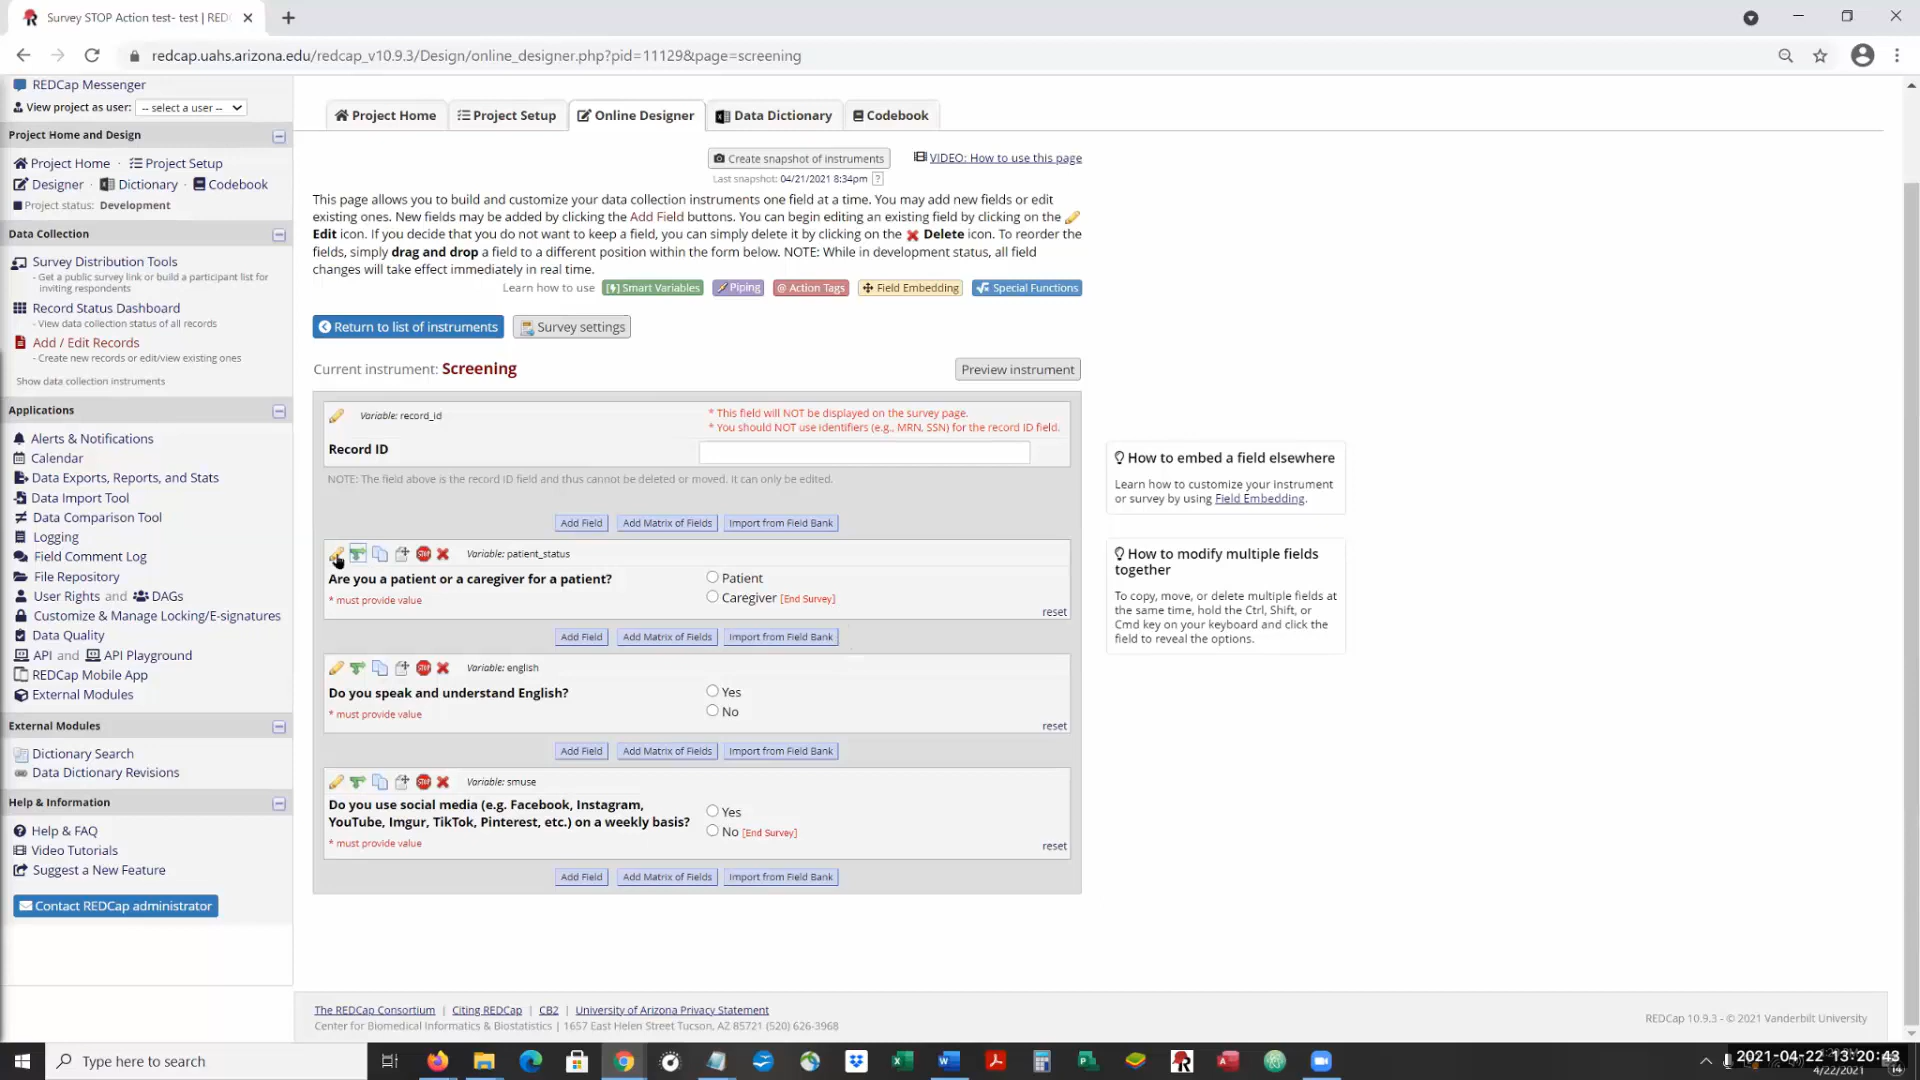 Survey STOP Action test- test | RED
redcap.uahs.arizona.edu/redcap_v10.9.3/Design/online_designer.php?pid=11129&page=screening
REDCap Messenger
View project as user: -- select a user --
Project Home and Design
Project Home · Project Setup
Designer · Dictionary · Codebook
Project status: Development
Data Collection
Survey Distribution Tools
- Get a public survey link or build a participant list for
inviting respondents
Record Status Dashboard
- View data collection status of all records
Add / Edit Records
- Create new records or edit/view existing ones
Show data collection instruments
Applications
Alerts & Notifications
Calendar
Data Exports, Reports, and Stats
Data Import Tool
Data Comparison Tool
Logging
Field Comment Log
File Repository
User Rights and DAGs
Customize & Manage Locking/E-signatures
Data Quality
API and API Playground
REDCap Mobile App
External Modules
External Modules
Dictionary Search
Data Dictionary Revisions
Help & Information
Help & FAQ
Video Tutorials
Suggest a New Feature
Contact REDCap administrator
Project Home Project Setup Online Designer Data Dictionary Codebook
Create snapshot of instruments VIDEO: How to use this page
Last snapshot: 04/21/2021 8:34pm ?
This page allows you to build and customize your data collection instruments one field at a time. You may add new fields or edit
existing ones. New fields may be added by clicking the Add Field buttons. You can begin editing an existing field by clicking on the
Edit icon. If you decide that you do not want to keep a field, you can simply delete it by clicking on the Delete icon. To reorder the
fields, simply drag and drop a field to a different position within the form below. NOTE: While in development status, all field
changes will take effect immediately in real time.
Learn how to use Smart Variables Piping @ Action Tags Field Embedding Special Functions
Return to list of instruments Survey settings
Current instrument: Screening Preview instrument
Variable: record_id * This field will NOT be displayed on the survey page.
* You should NOT use identifiers (e.g., MRN, SSN) for the record ID field.
Record ID
NOTE: The field above is the record ID field and thus cannot be deleted or moved. It can only be edited.
Add Field Add Matrix of Fields Import from Field Bank
STOP Variable: patient_status
Are you a patient or a caregiver for a patient? Patient
* must provide value Caregiver [End Survey]
reset
Add Field Add Matrix of Fields Import from Field Bank
STOP Variable: english
Do you speak and understand English? Yes
* must provide value No
reset
Add Field Add Matrix of Fields Import from Field Bank
STOP Variable: smuse
Do you use social media (e.g. Facebook, Instagram, Yes
YouTube, Imgur, TikTok, Pinterest, etc.) on a weekly basis? No [End Survey]
* must provide value reset
Add Field Add Matrix of Fields Import from Field Bank
How to embed a field elsewhere
Learn how to customize your instrument
or survey by using Field Embedding.
How to modify multiple fields
together
To copy, move, or delete multiple fields at
the same time, hold the Ctrl, Shift, or
Cmd key on your keyboard and click the
field to reveal the options.
The REDCap Consortium | Citing REDCap | CB2 | University of Arizona Privacy Statement
Center for Biomedical Informatics & Biostatistics | 1657 East Helen Street Tucson, AZ 85721 (520) 626-3968
REDCap 10.9.3 - © 2021 Vanderbilt University
Type here to search
2021-04-22 13:20:43
4/22/2021
14